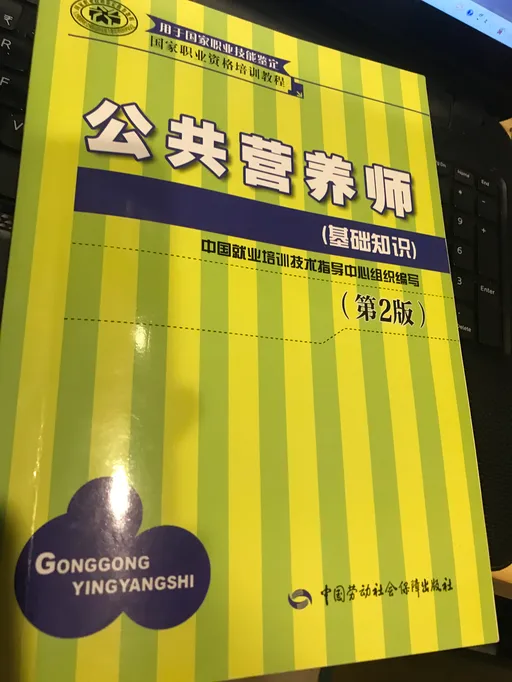 用于国家职业技能鉴定
国家职业资格培训教程
公共营养师
(基础知识)
中国就业培训技术指导中心组织编写
(第2版)
GONGGONG
YINGYANGSHI
中国劳动社会保障出版社
End
Enter